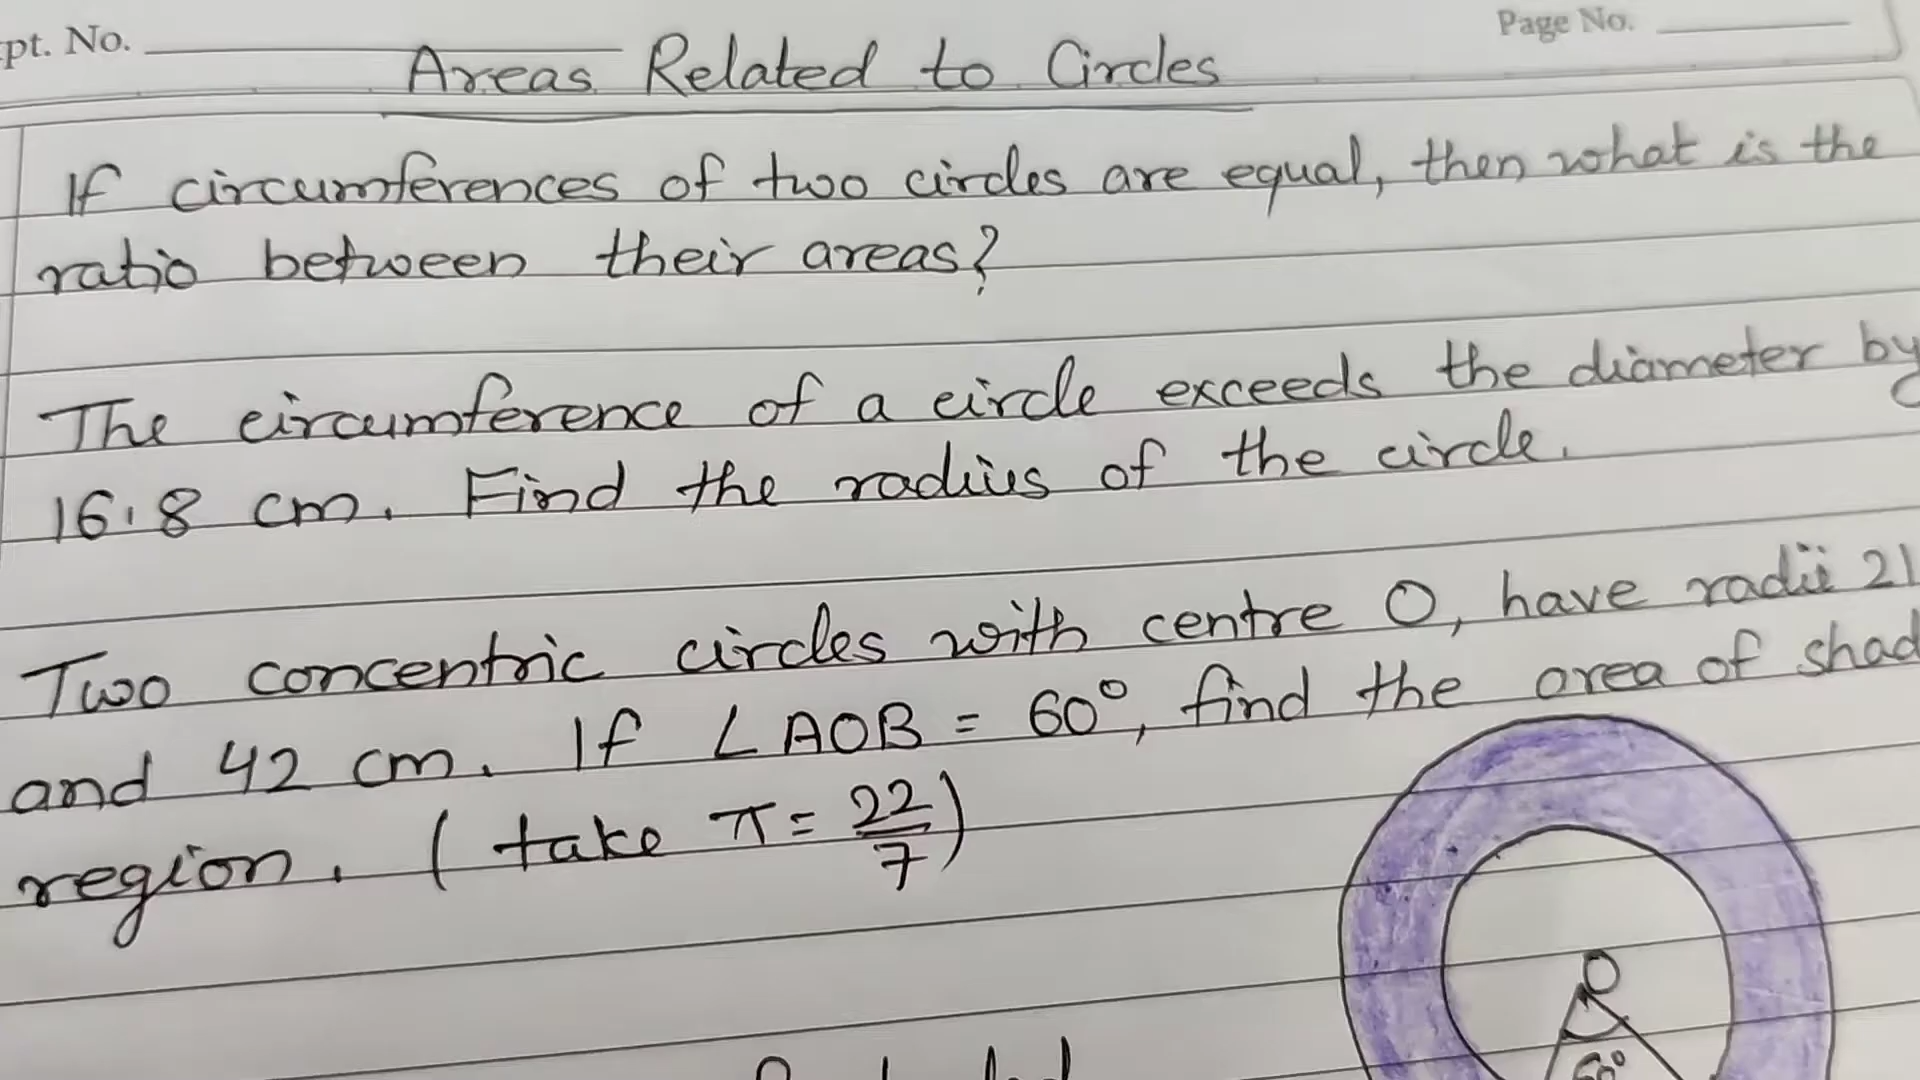 pt. No.
Page No.
Areas Related to Circles
If circumferences of two circles are equal, then what is the
ratio between their areas?
The circumference of a circle exceeds the diameter by
16.8 cm. Find the radius of the circle.
Two concentric circles with centre O, have radii 21
and 42 cm. If ∠AOB = 60°, find the area of shad
region. (take π = 22/7)
O
60°